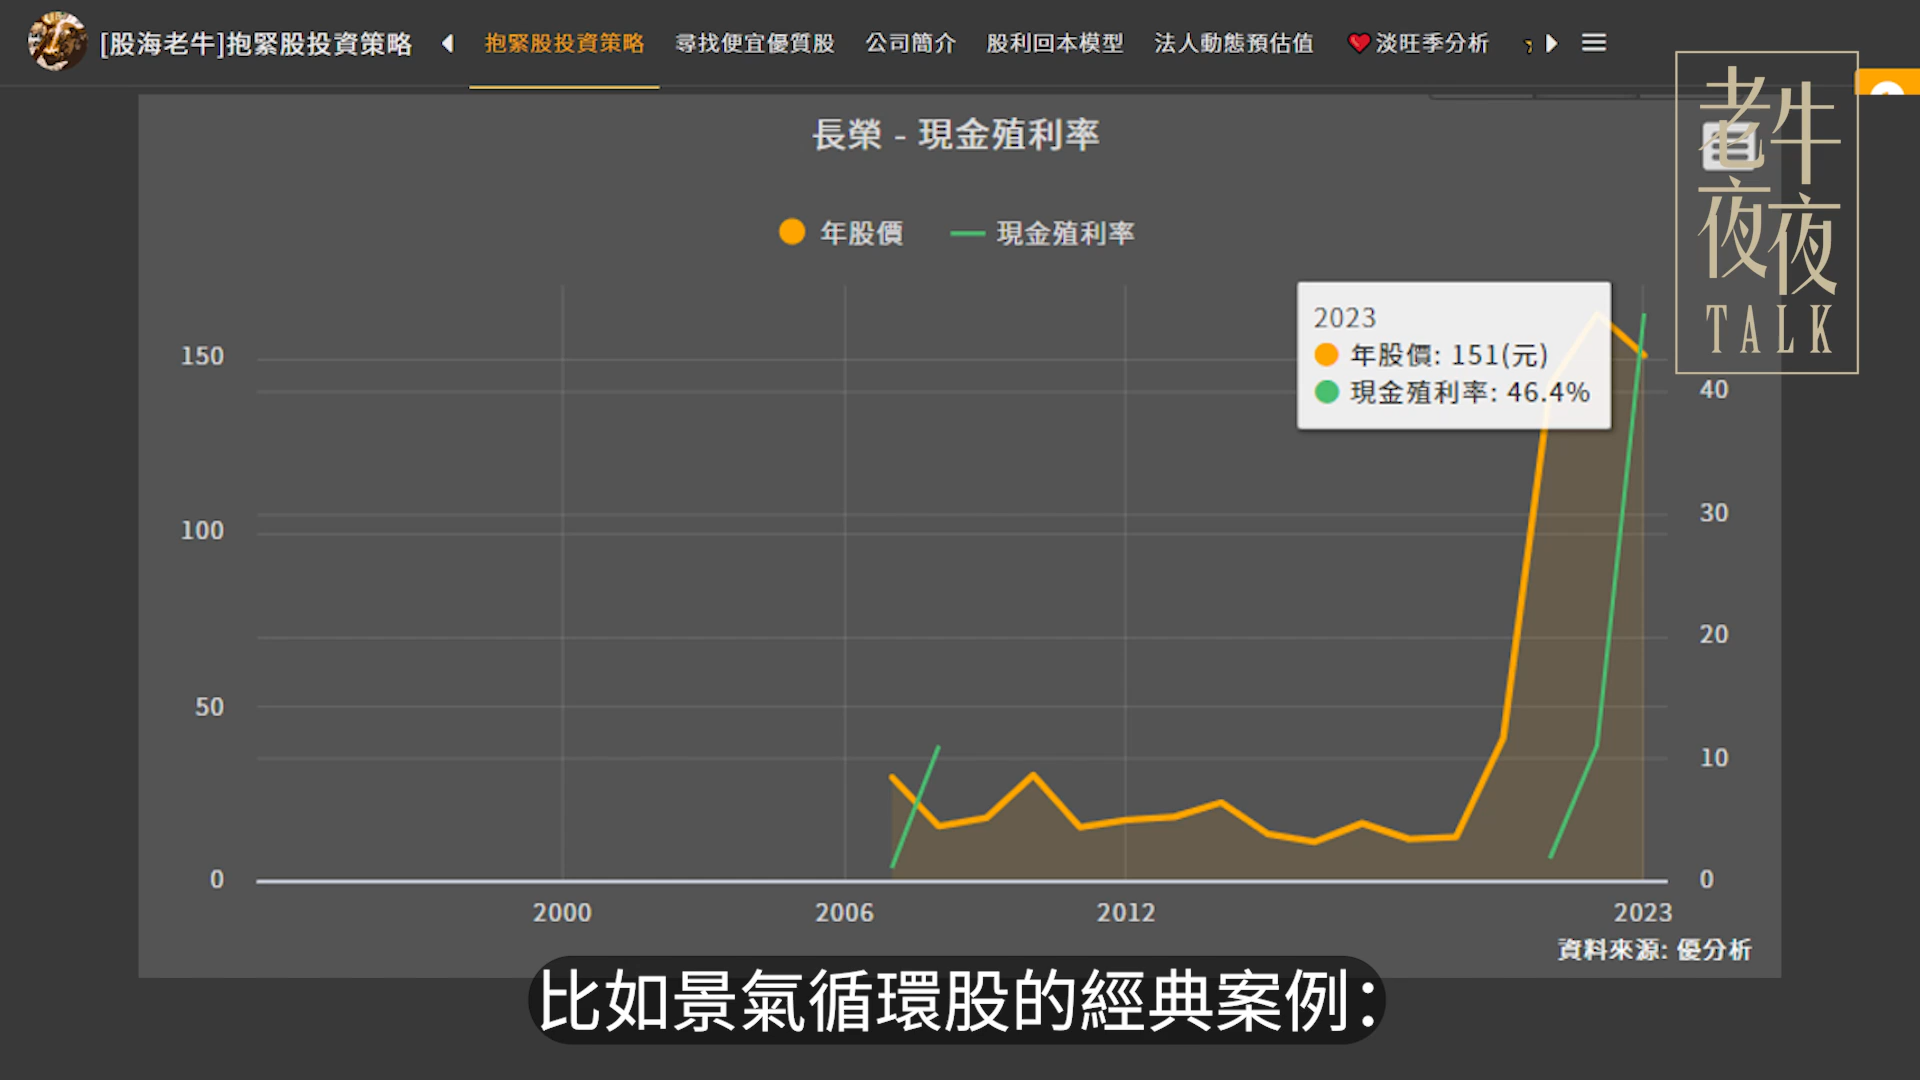 [股海老牛]抱緊股投資策略
抱緊股投資策略 尋找便宜優質股 公司簡介 股利回本模型 法人動態預估值 淡旺季分析
老牛
夜夜
TALK
長榮 - 現金殖利率
年股價 現金殖利率
2023
年股價: 151(元)
現金殖利率: 46.4%
150
100
50
0
40
30
20
10
0
2000 2006 2012 2023
資料來源: 優分析
比如景氣循環股的經典案例：